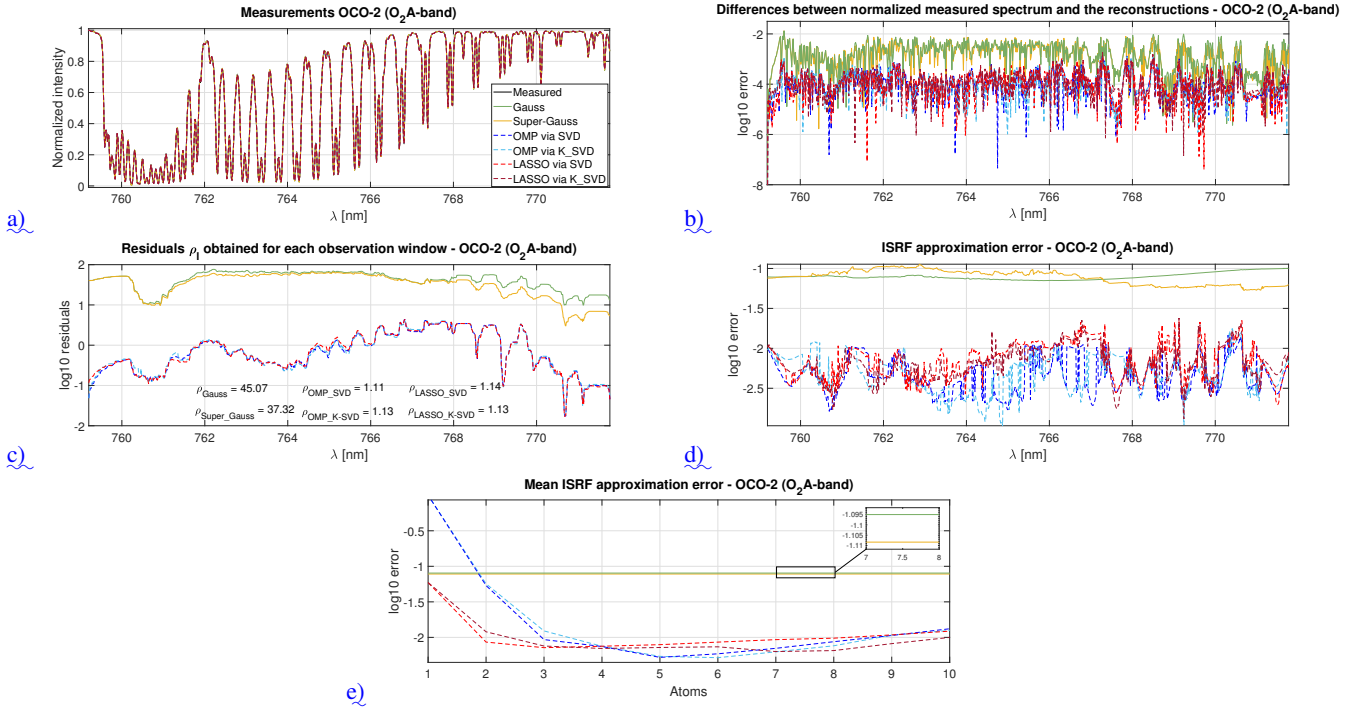 Measurements OCO-2 (O2A-band)
Normalized intensity
1
0.8
0.6
0.4
0.2
0
Measured
Gauss
Super-Gauss
OMP via SVD
OMP via K_SVD
LASSO via SVD
LASSO via K_SVD
760 762 764 766 768 770
λ [nm]
a)
Differences between normalized measured spectrum and the reconstructions - OCO-2 (O2A-band)
log10 error
-2
-4
-6
-8
760 762 764 766 768 770
λ [nm]
b)
Residuals ρl obtained for each observation window - OCO-2 (O2A-band)
log10 residuals
2
1
0
-1
-2
ρGauss = 45.07 ρOMP_SVD = 1.11 ρLASSO_SVD = 1.14
ρSuper_Gauss = 37.32 ρOMP_K-SVD = 1.13 ρLASSO_K-SVD = 1.13
760 762 764 766 768 770
λ [nm]
c)
ISRF approximation error - OCO-2 (O2A-band)
log10 error
-1
-1.5
-2
-2.5
760 762 764 766 768 770
λ [nm]
d)
Mean ISRF approximation error - OCO-2 (O2A-band)
log10 error
-0.5
-1
-1.5
-2
-1.095
-1.1
-1.105
-1.11
7 7.5 8
1 2 3 4 5 6 7 8 9 10
Atoms
e)